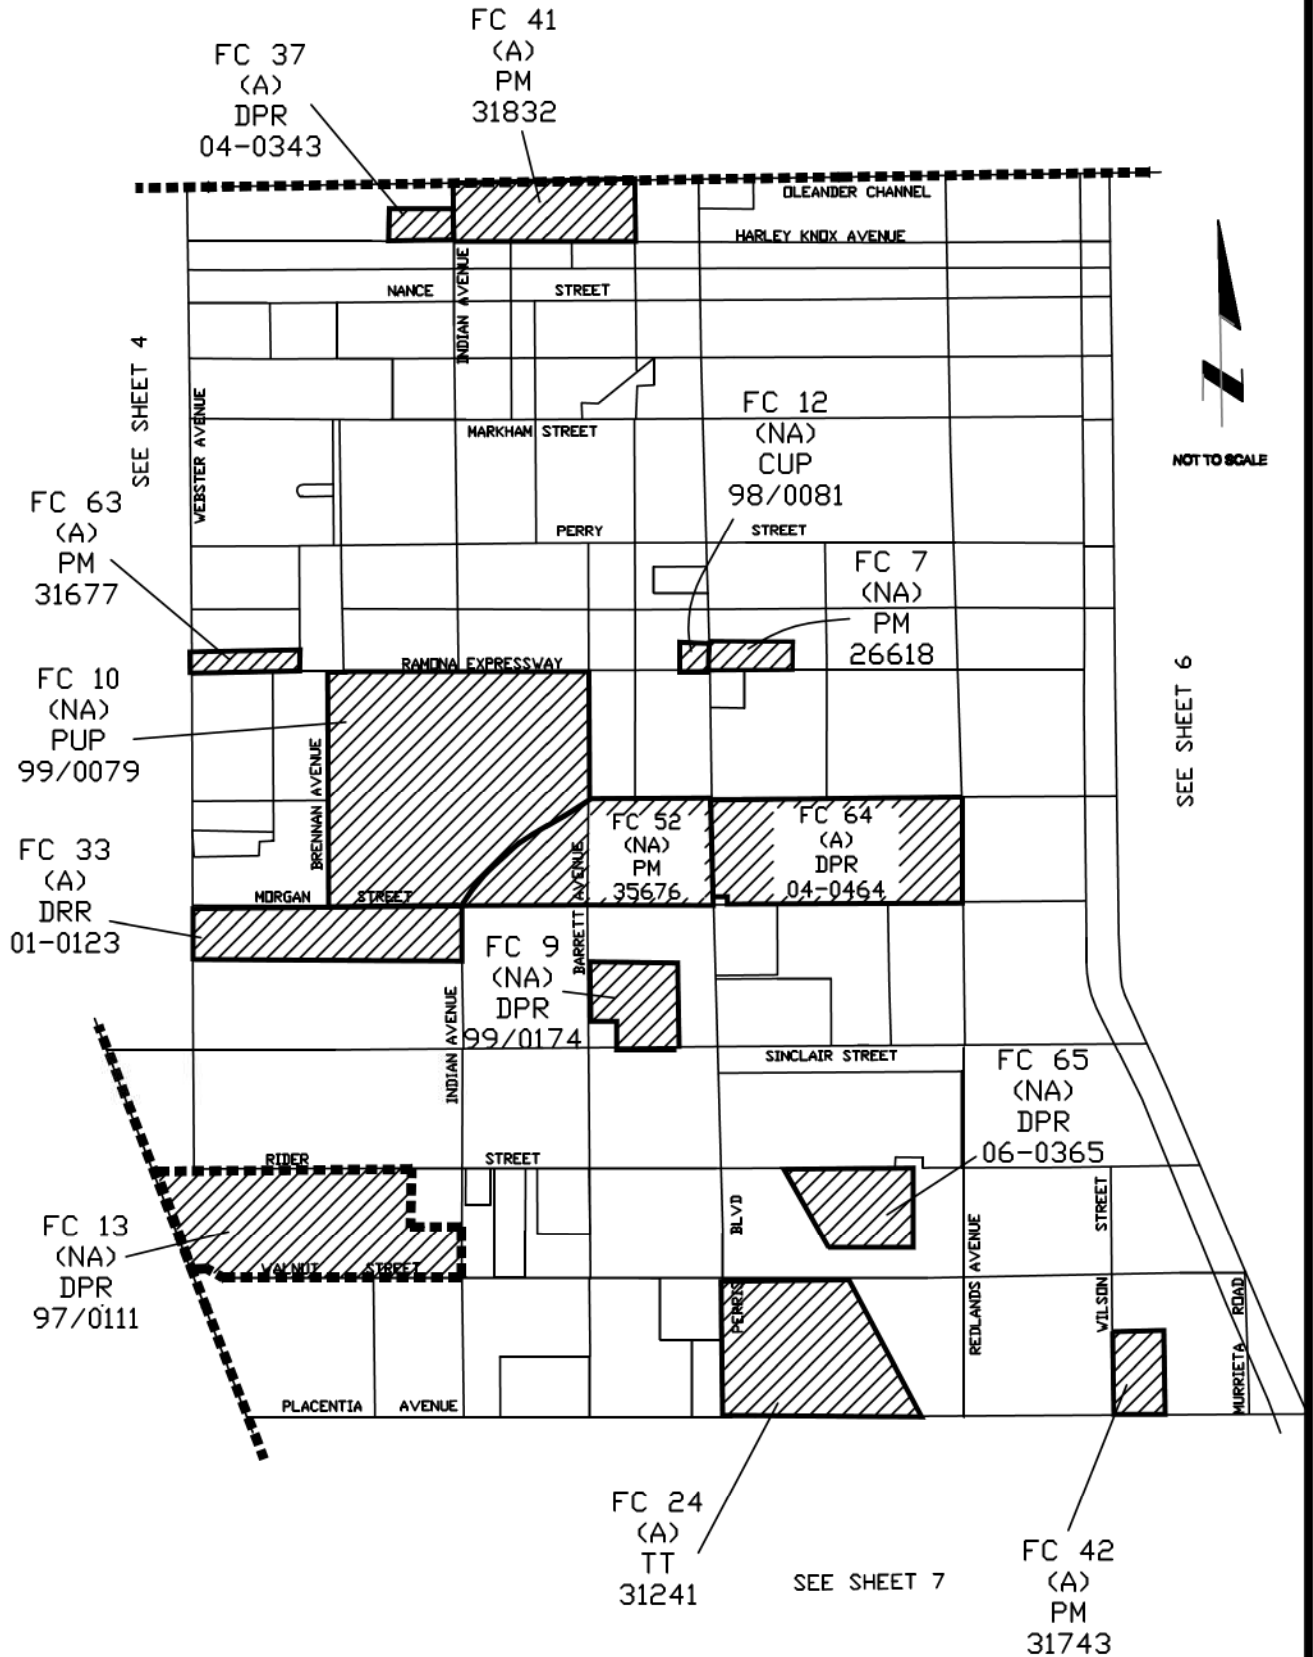 FC 41
(A)
PM
31832
FC 37
(A)
DPR
04-0343
OLEANDER CHANNEL
HARLEY KNOX AVENUE
INDIAN AVENUE
NANCE STREET
SEE SHEET 4
WEBSTER AVENUE
MARKHAM STREET
FC 12
(NA)
CUP
98/0081
NOT TO SCALE
FC 63
(A)
PM
31677
PERRY STREET
FC 7
(NA)
PM
26618
RAMONA EXPRESSWAY
FC 10
(NA)
PUP
99/0079
SEE SHEET 6
BRENNAN AVENUE
FC 52
(NA)
PM
35676
FC 64
(A)
DPR
04-0464
FC 33
(A)
DRR
01-0123
MORGAN STREET
BARRETT AVENUE
FC 9
(NA)
DPR
99/0174
INDIAN AVENUE
SINCLAIR STREET
FC 65
(NA)
DPR
06-0365
RIDER STREET
FC 13
(NA)
DPR
97/0111
WALNUT STREET
PERRIS BLVD
REDLANDS AVENUE
WILSON STREET
MURRIETA ROAD
PLACENTIA AVENUE
FC 24
(A)
TT
31241
SEE SHEET 7
FC 42
(A)
PM
31743